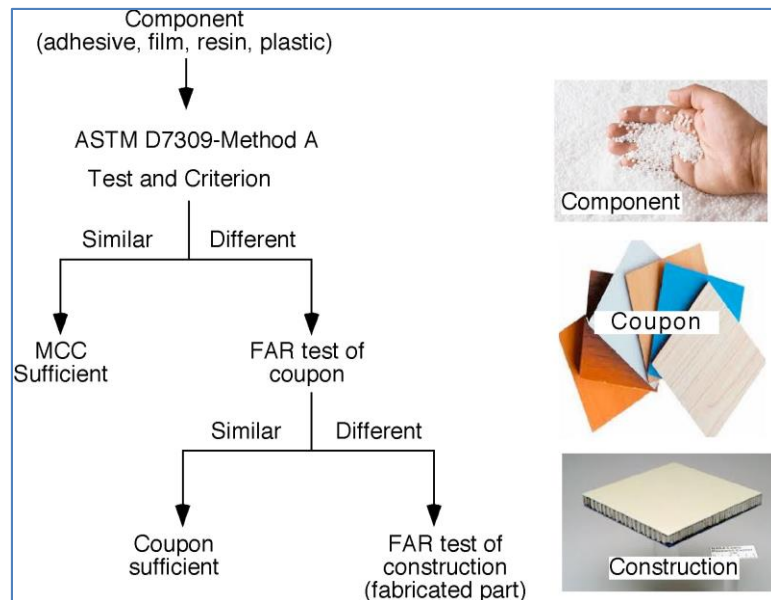 Component
(adhesive, film, resin, plastic)
ASTM D7309-Method A
Test and Criterion
Similar
Different
MCC
Sufficient
FAR test of
coupon
Similar
Different
Coupon
sufficient
FAR test of
construction
(fabricated part)
Component
Coupon
Construction